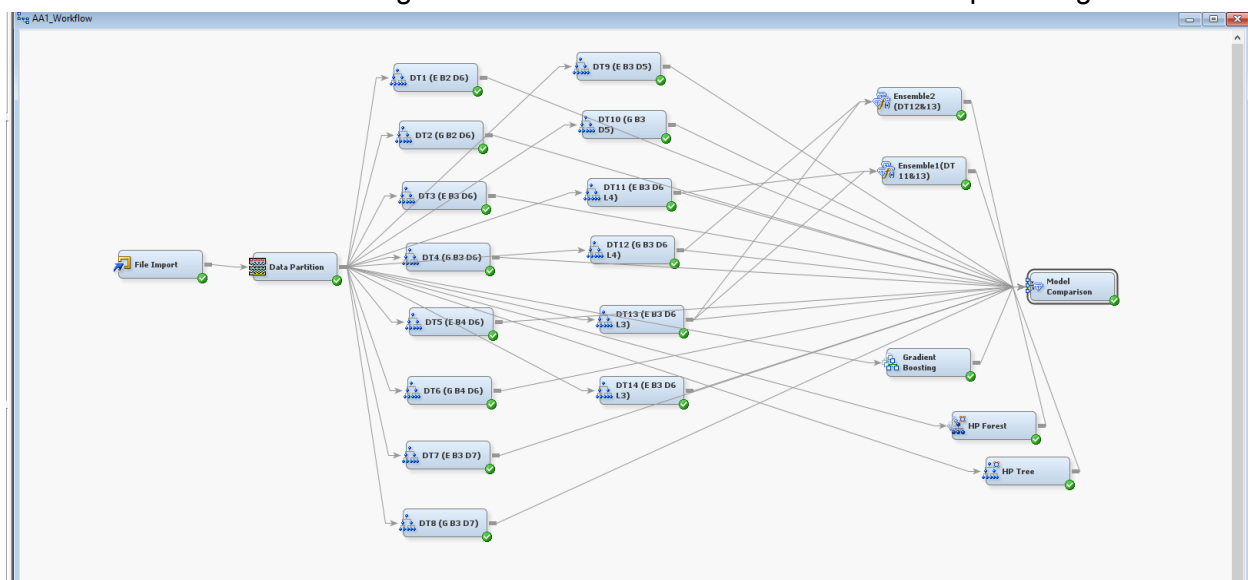 AA1_Workflow
DT1 (E B2 D6)
DT2 (G B2 D6)
DT3 (E B3 D6)
DT4 (G B3 D6)
DT5 (E B4 D6)
DT6 (G B4 D6)
DT7 (E B3 D7)
DT8 (G B3 D7)
File Import
Data Partition
DT9 (E B3 D5)
DT10 (G B3
D5)
DT11 (E B3 D6
L4)
DT12 (G B3 D6
L4)
DT13 (E B3 D6
L3)
DT14 (E B3 D6
L3)
Ensemble2
(DT12&13)
Ensemble1(DT
11&13)
Gradient
Boosting
HP Forest
HP Tree
Model
Comparison